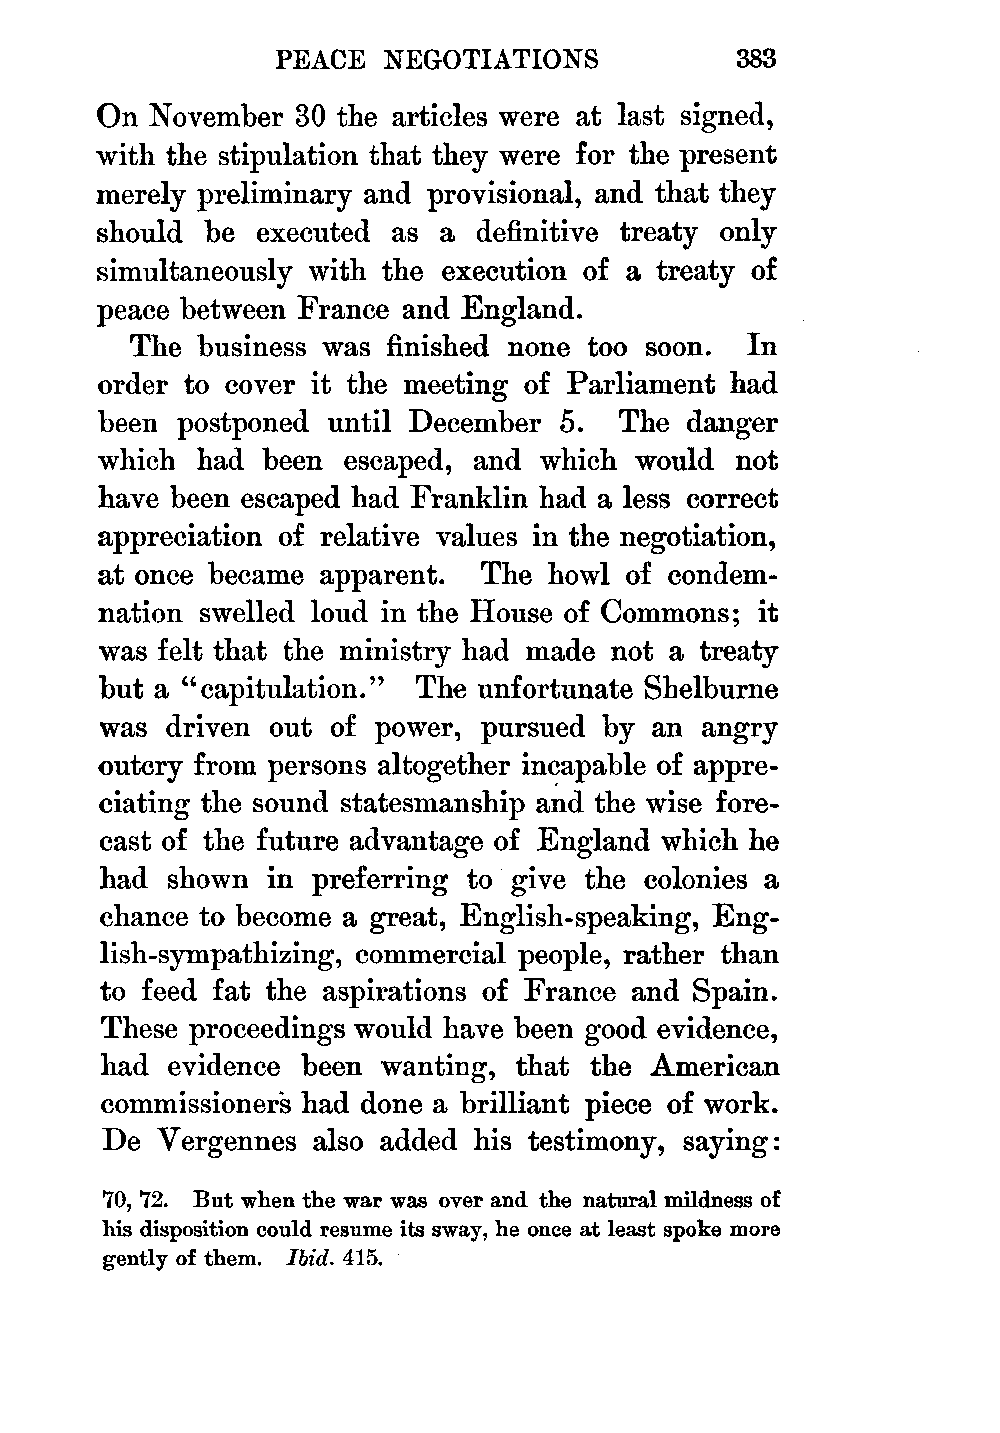 PEACE NEGOTIATIONS 383
On November 30 the articles were at last signed,
with the stipulation that they were for the present
merely preliminary and provisional, and that they
should be executed as a definitive treaty only
simultaneously with the execution of a treaty of
peace between France and England.
The business was finished none too soon. In
order to cover it the meeting of Parliament had
been postponed until December 5. The danger
which had been escaped, and which would not
have been escaped had Franklin had a less correct
appreciation of relative values in the negotiation,
at once became apparent. The howl of condem-
nation swelled loud in the House of Commons; it
was felt that the ministry had made not a treaty
but a "capitulation." The unfortunate Shelburne
was driven out of power, pursued by an angry
outcry from persons altogether incapable of appre-
ciating the sound statesmanship and the wise fore-
cast of the future advantage of England which he
had shown in preferring to give the colonies a
chance to become a great, English-speaking, Eng-
lish-sympathizing, commercial people, rather than
to feed fat the aspirations of France and Spain.
These proceedings would have been good evidence,
had evidence been wanting, that the American
commissioners had done a brilliant piece of work.
De Vergennes also added his testimony, saying:
70, 72. But when the war was over and the natural mildness of
his disposition could resume its sway, he once at least spoke more
gently of them. Ibid. 415.